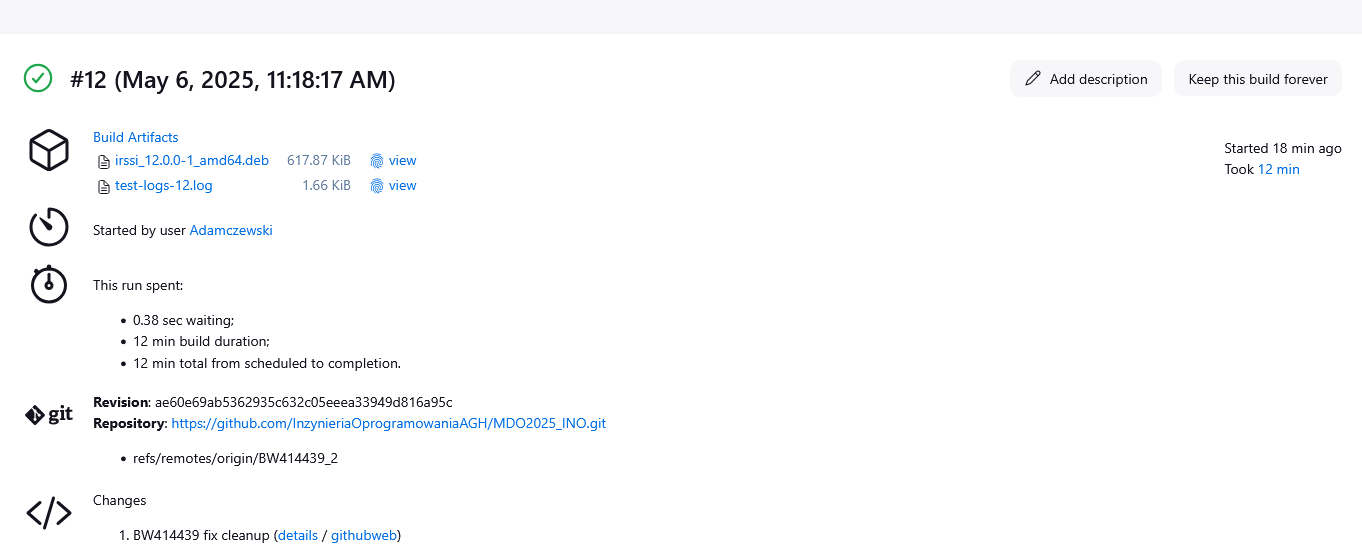 #12 (May 6, 2025, 11:18:17 AM)
Add description
Keep this build forever
Build Artifacts
irssi_12.0.0-1_amd64.deb 617.87 KiB view
test-logs-12.log 1.66 KiB view
Started 18 min ago
Took 12 min
Started by user Adamczewski
This run spent:
• 0.38 sec waiting;
• 12 min build duration;
• 12 min total from scheduled to completion.
git
Revision: ae60e69ab5362935c632c05eeea33949d816a95c
Repository: https://github.com/InzynieriaOprogramowaniaAGH/MDO2025_INO.git
• refs/remotes/origin/BW414439_2
Changes
1. BW414439 fix cleanup (details / githubweb)